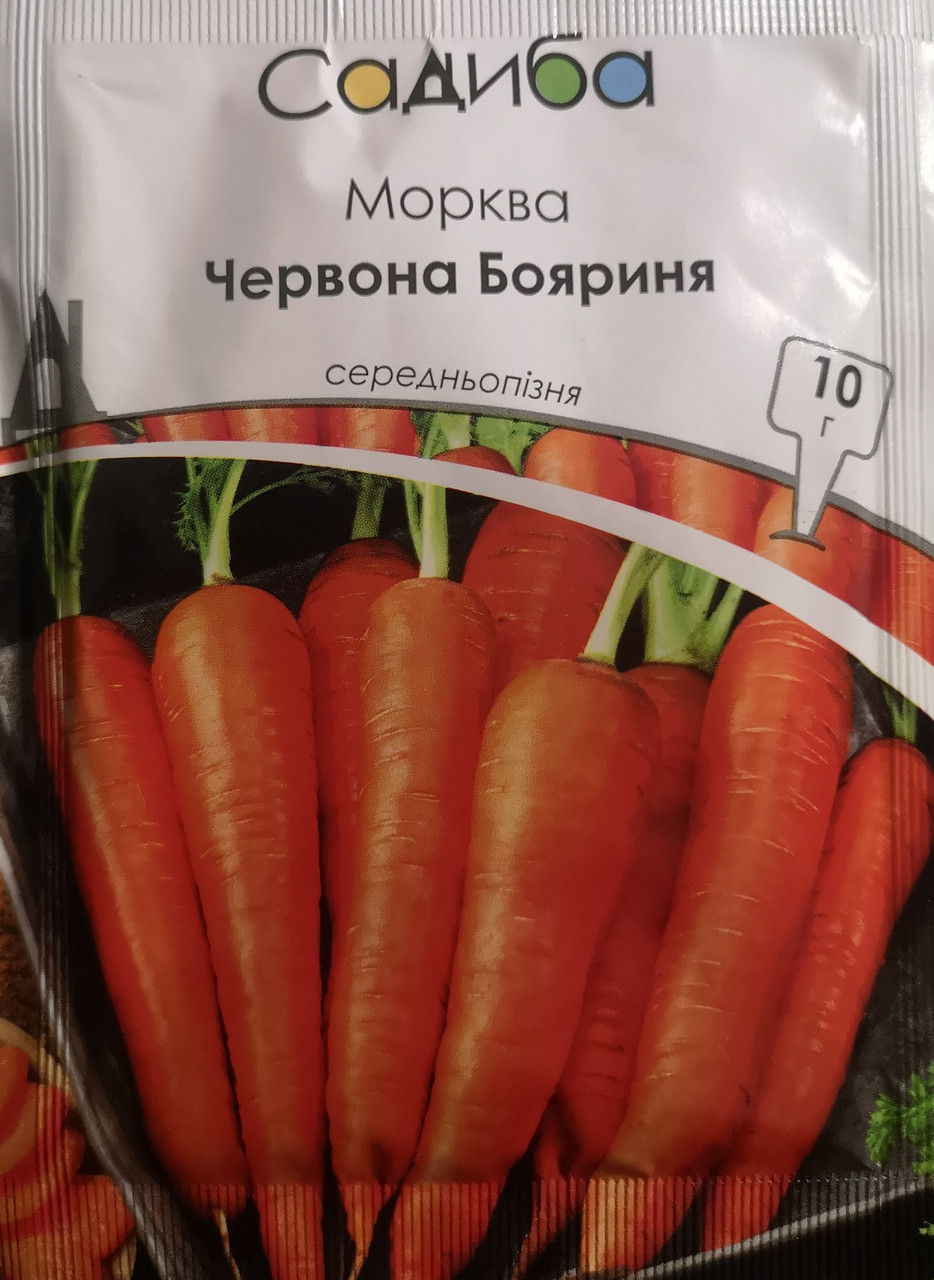 Садиба
Морква
Червона Бояриня
середньопізня
10
г